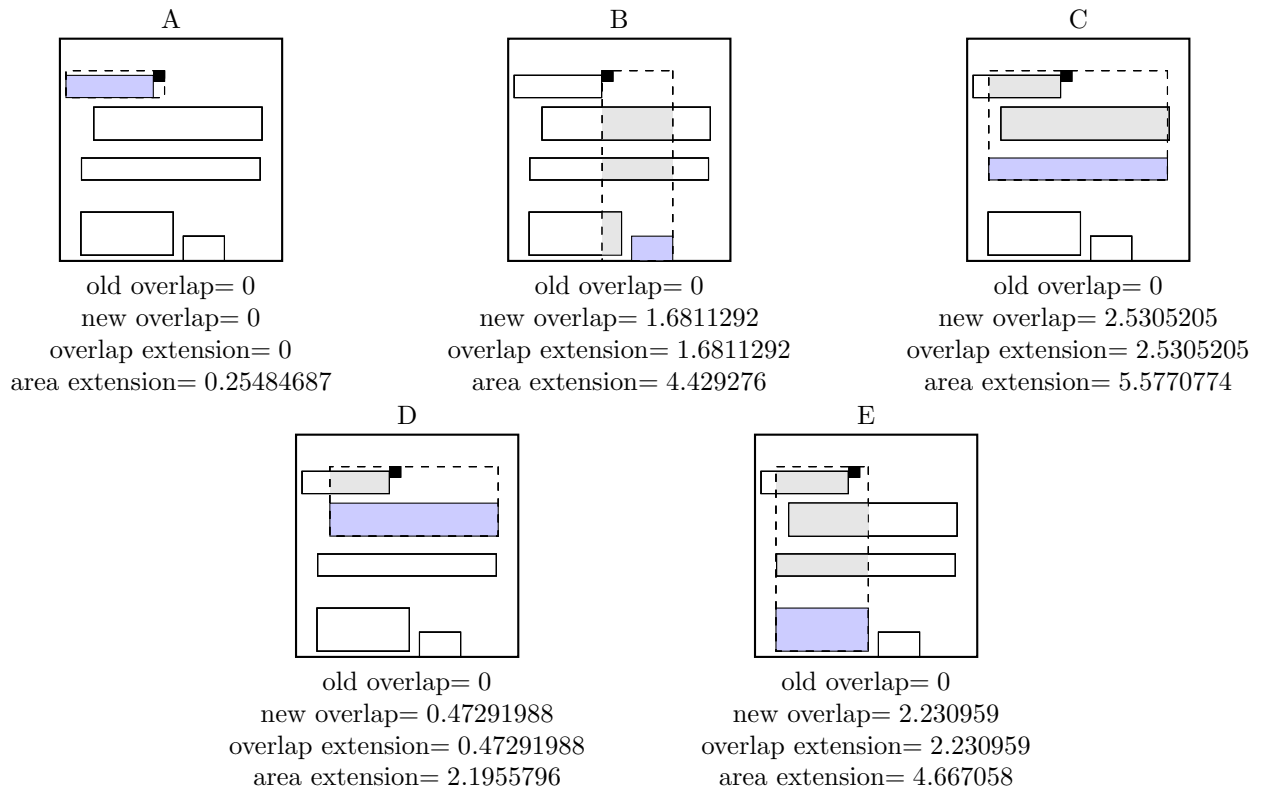 A
old overlap= 0
new overlap= 0
overlap extension= 0
area extension= 0.25484687
B
old overlap= 0
new overlap= 1.6811292
overlap extension= 1.6811292
area extension= 4.429276
C
old overlap= 0
new overlap= 2.5305205
overlap extension= 2.5305205
area extension= 5.5770774
D
old overlap= 0
new overlap= 0.47291988
overlap extension= 0.47291988
area extension= 2.1955796
E
old overlap= 0
new overlap= 2.230959
overlap extension= 2.230959
area extension= 4.667058